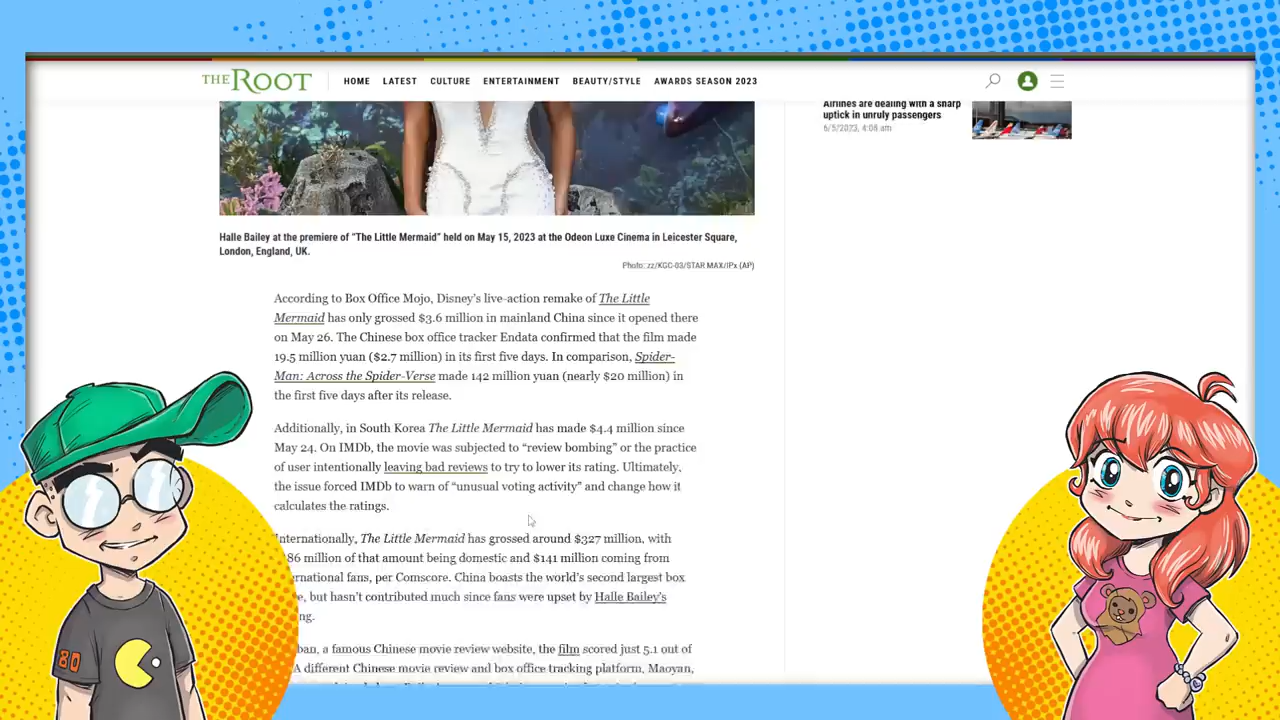 THE ROOT
HOME LATEST CULTURE ENTERTAINMENT BEAUTY/STYLE AWARDS SEASON 2023
Airlines are dealing with a sharp
uptick in unruly passengers
6/5/2023, 4:08 am
Halle Bailey at the premiere of “The Little Mermaid” held on May 15, 2023 at the Odeon Luxe Cinema in Leicester Square,
London, England, UK.
Photo: zz/KGC-03/STAR MAX/IPx (AP)
According to Box Office Mojo, Disney’s live-action remake of The Little
Mermaid has only grossed $3.6 million in mainland China since it opened there
on May 26. The Chinese box office tracker Endata confirmed that the film made
19.5 million yuan ($2.7 million) in its first five days. In comparison, Spider-
Man: Across the Spider-Verse made 142 million yuan (nearly $20 million) in
the first five days after its release.
Additionally, in South Korea The Little Mermaid has made $4.4 million since
May 24. On IMDb, the movie was subjected to “review bombing” or the practice
of user intentionally leaving bad reviews to try to lower its rating. Ultimately,
the issue forced IMDb to warn of “unusual voting activity” and change how it
calculates the ratings.
Internationally, The Little Mermaid has grossed around $327 million, with
86 million of that amount being domestic and $141 million coming from
rnational fans, per Comscore. China boasts the world’s second largest box
e, but hasn’t contributed much since fans were upset by Halle Bailey’s
ng.
ban, a famous Chinese movie review website, the film scored just 5.1 out of
A different Chinese movie review and box office tracking platform, Maoyan,
80